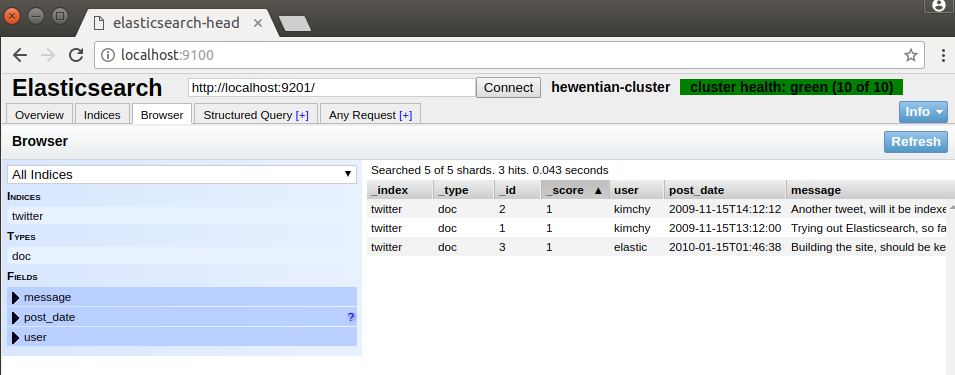 elasticsearch-head
localhost:9100
Elasticsearch http://localhost:9201/ Connect hewentian-cluster cluster health: green (10 of 10)
Overview Indices Browser Structured Query [+] Any Request [+] Info
Browser Refresh
All Indices
Indices
twitter
Types
doc
Fields
message
post_date ?
user
Searched 5 of 5 shards. 3 hits. 0.043 seconds
_index _type _id _score ▲ user post_date message
twitter doc 2 1 kimchy 2009-11-15T14:12:12 Another tweet, will it be indexe
twitter doc 1 1 kimchy 2009-11-15T13:12:00 Trying out Elasticsearch, so fa
twitter doc 3 1 elastic 2010-01-15T01:46:38 Building the site, should be ke